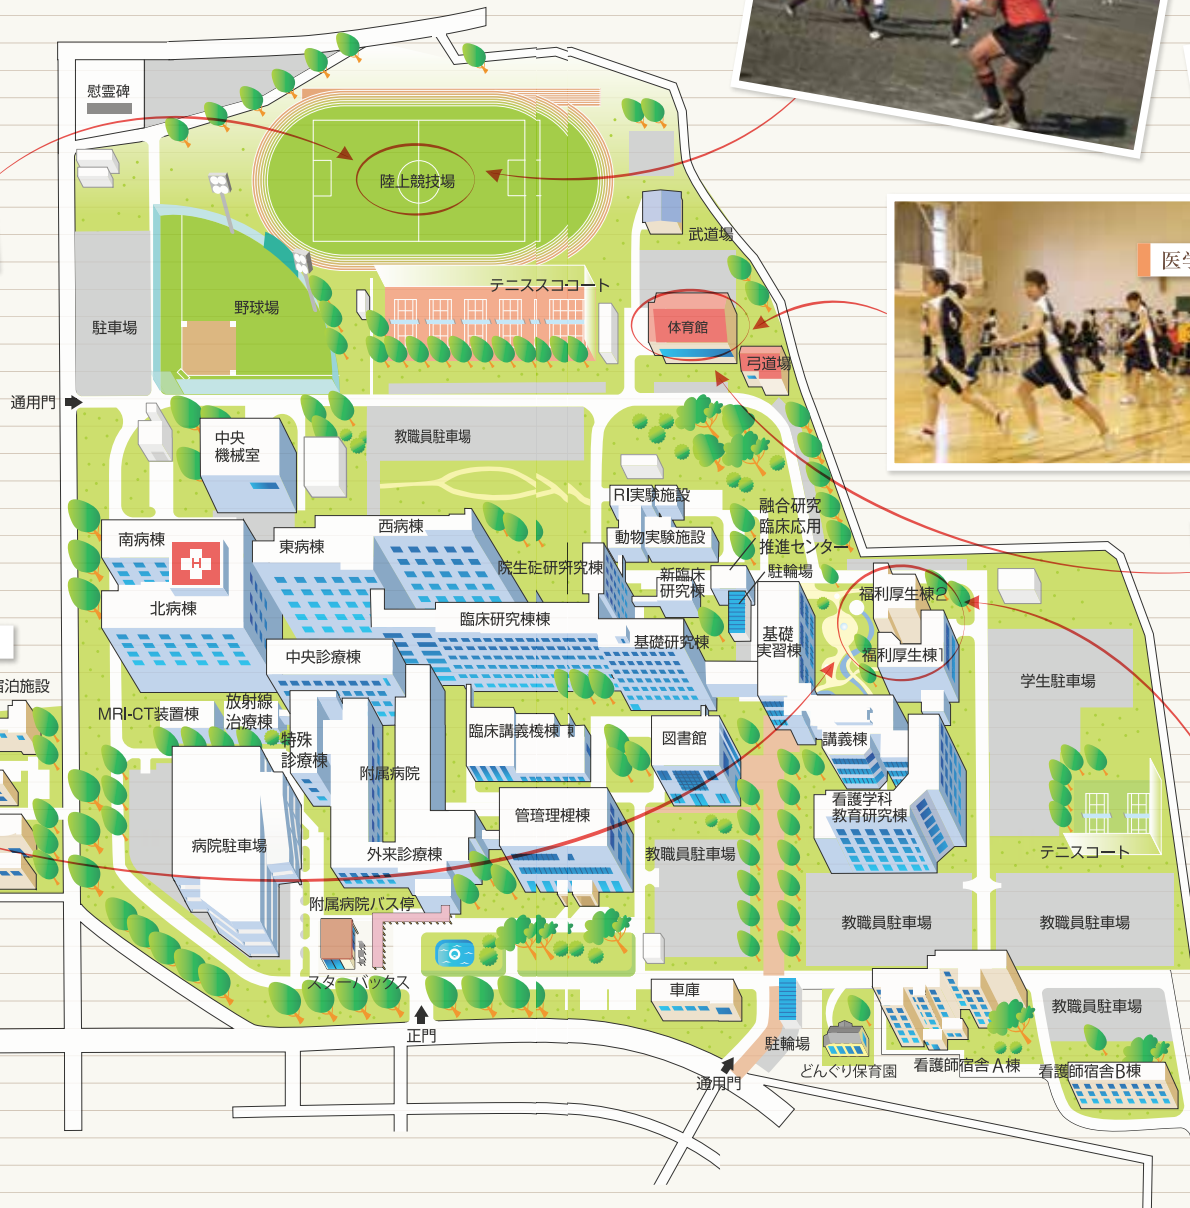 慰霊碑
陸上競技場
武道場
医学
テニススココート
野球場
駐車場
体育館
弓道場
通用門
教職員駐車場
中央
機械室
RI実験施設
融合研究
臨床応用
推進センター
西病棟
南病棟
東病棟
動物実験施設
H
駐輪場
新臨床
研究棟
福利厚生棟2
北病棟
臨床研究棟棟
基礎研究棟
基礎
実習棟
福利厚生棟1
中央診療棟
学生駐車場
宿泊施設
放射線
治療棟
MRI-CT装置棟
特殊
診療棟
図書館
講義棟
附属病院
看護学科
教育研究棟
病院駐車場
外来診療棟
教職員駐車場
テニスコート
附属病院バス停
教職員駐車場
教職員駐車場
スターバックス
車庫
教職員駐車場
正門
駐輪場
どんぐり保育園
看護師宿舎A棟
看護師宿舎B棟
通用門